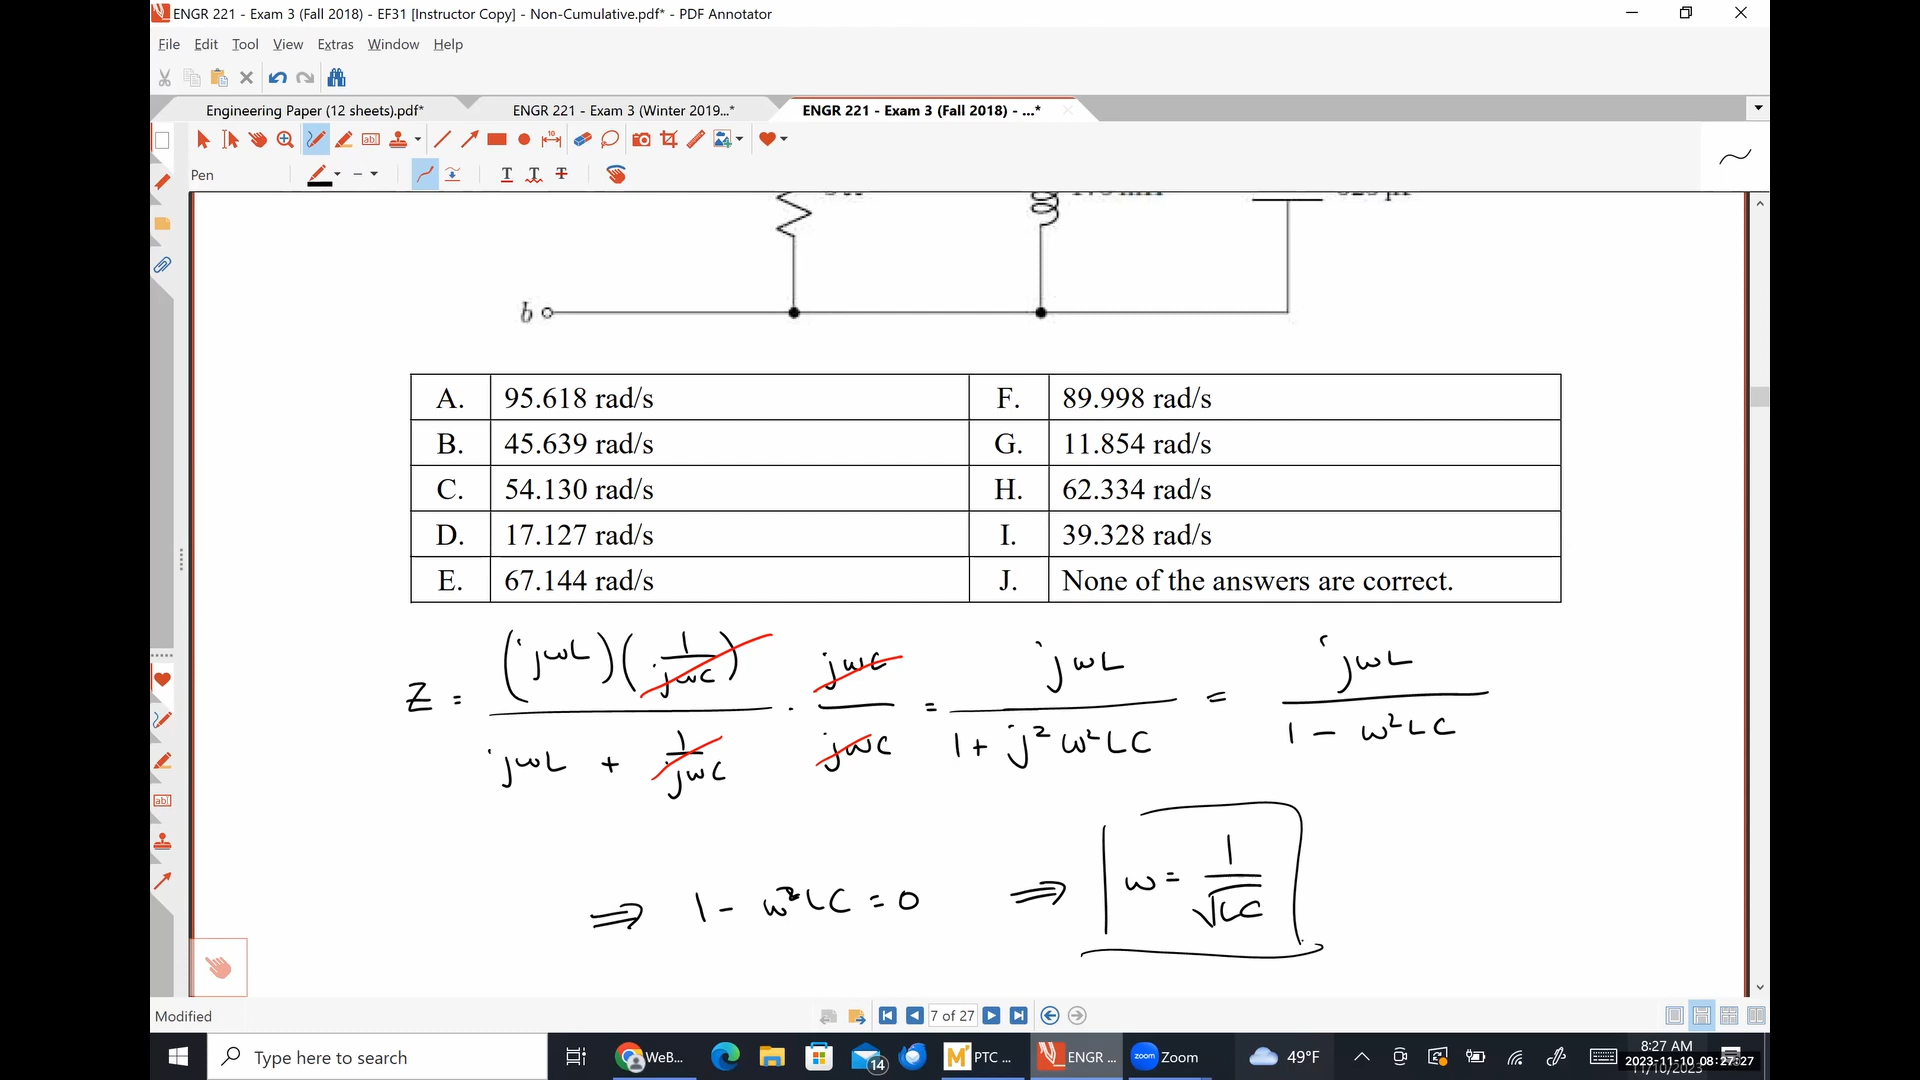 ENGR 221 - Exam 3 (Fall 2018) - EF31 [Instructor Copy] - Non-Cumulative.pdf* - PDF Annotator
File Edit Tool View Extras Window Help
Engineering Paper (12 sheets).pdf* ENGR 221 - Exam 3 (Winter 2019...* ENGR 221 - Exam 3 (Fall 2018) - ...*
Pen
b
A. 95.618 rad/s F. 89.998 rad/s
B. 45.639 rad/s G. 11.854 rad/s
C. 54.130 rad/s H. 62.334 rad/s
D. 17.127 rad/s I. 39.328 rad/s
E. 67.144 rad/s J. None of the answers are correct.
Z = (jωL)(1/jωC) / (jωL + 1/jωC) · jωC/jωC = jωL / (1 + j²ω²LC) = jωL / (1 - ω²LC)
⇒ 1 - ω²LC = 0 ⇒ ω = 1/√LC
Modified 7 of 27
Type here to search WeB... 14 PTC ... ENGR ... zoom Zoom 49°F 8:27 AM
2023-11-10 08:27:27
11/10/2023